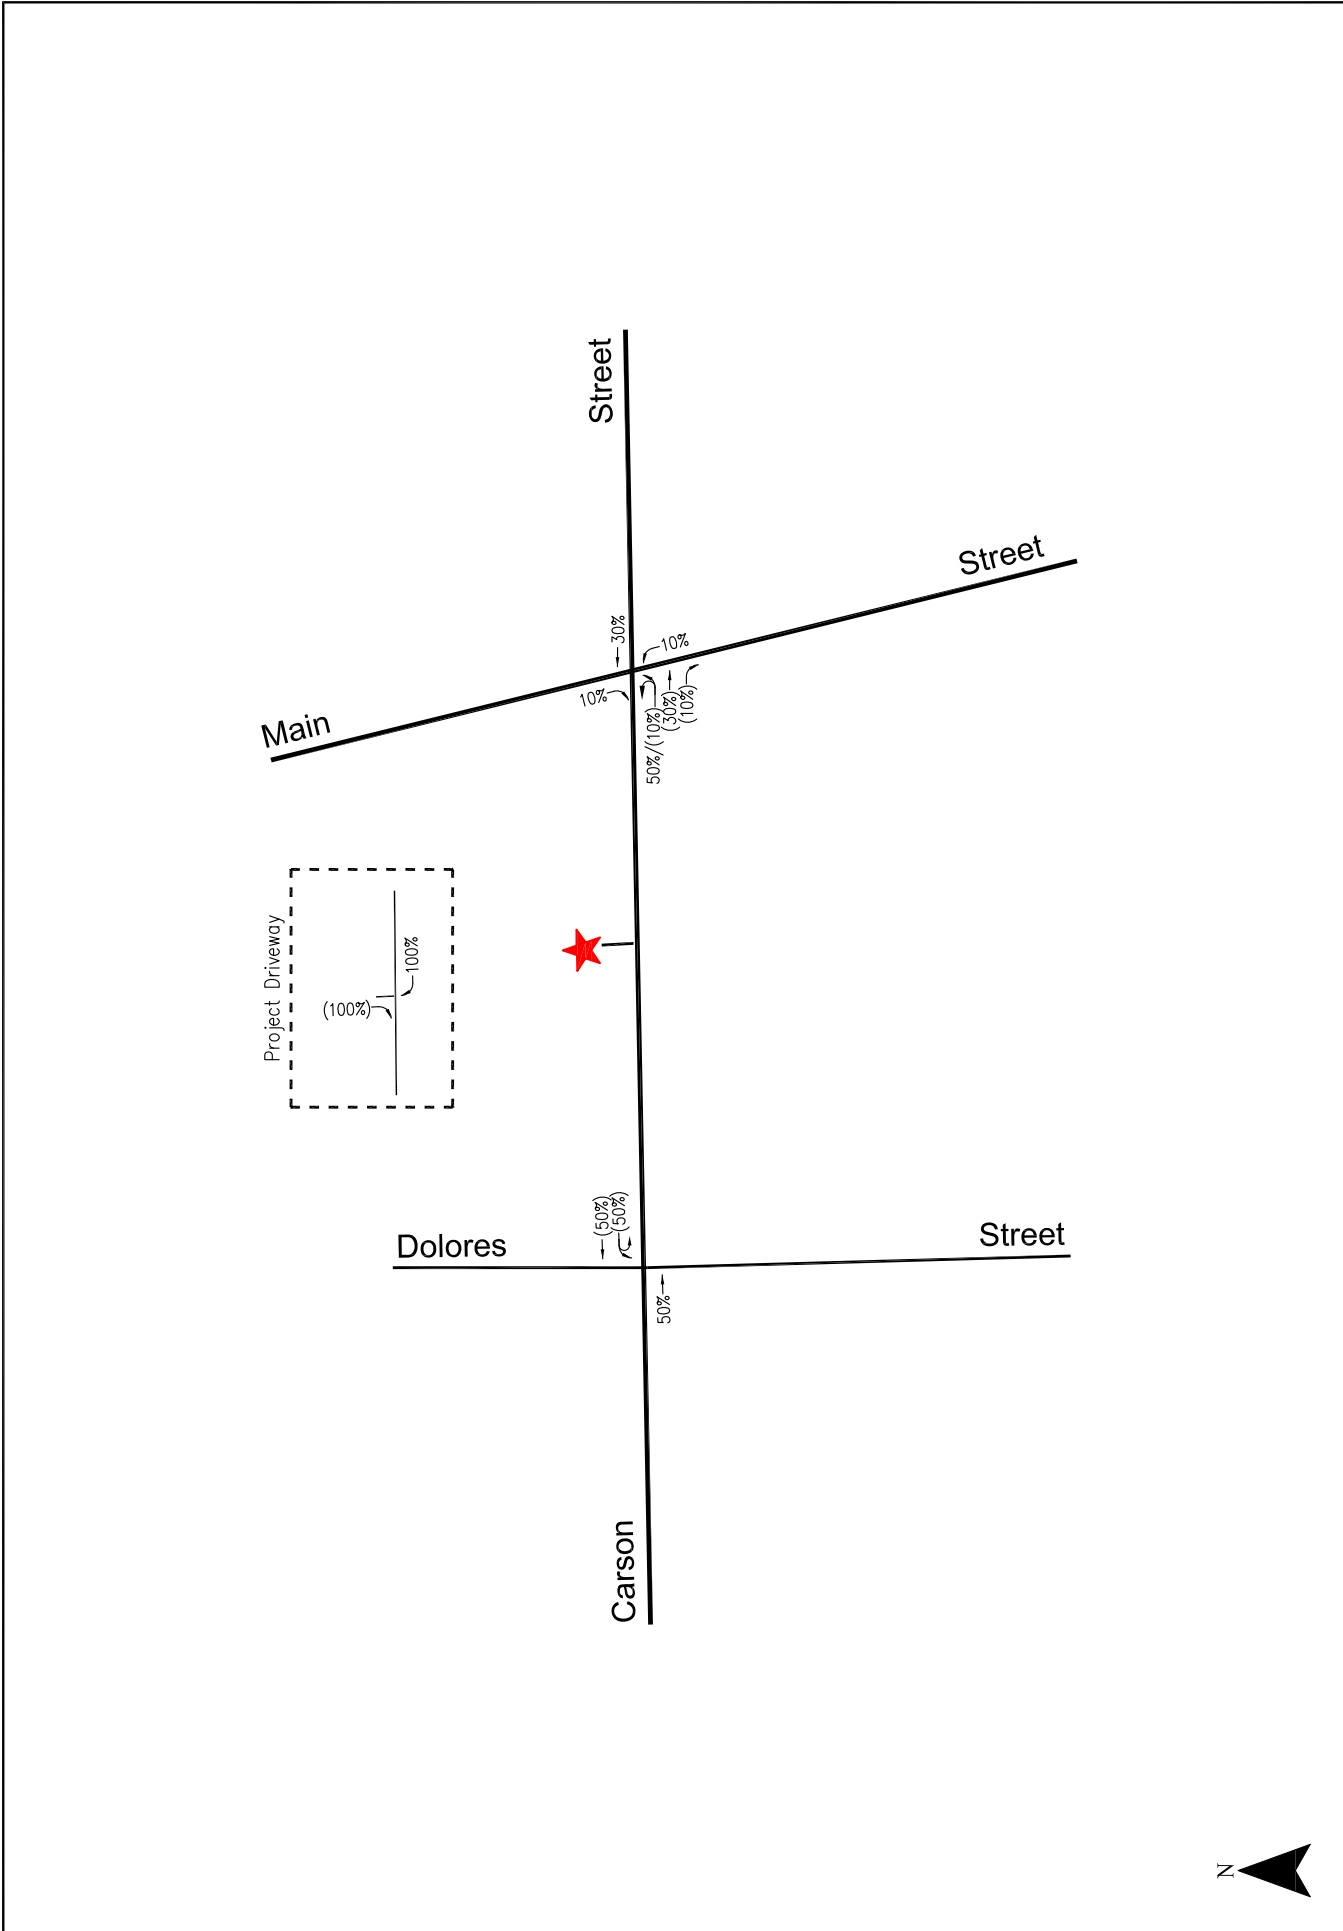 Street
Street
30%
10%
10%
50%/(10%)
(30%)
(10%)
Main
Project Driveway
100%
(100%)
(50%)
(50%)
Dolores
Street
50%
Carson
N